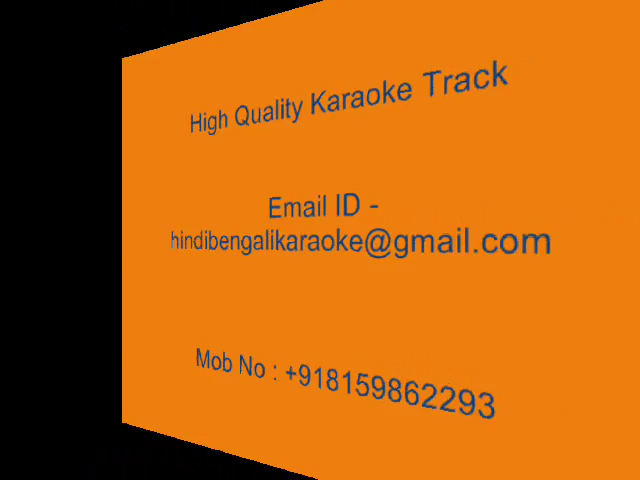 High Quality Karaoke Track
Email ID -
hindibengalikaraoke@gmail.com
Mob No : +918159862293